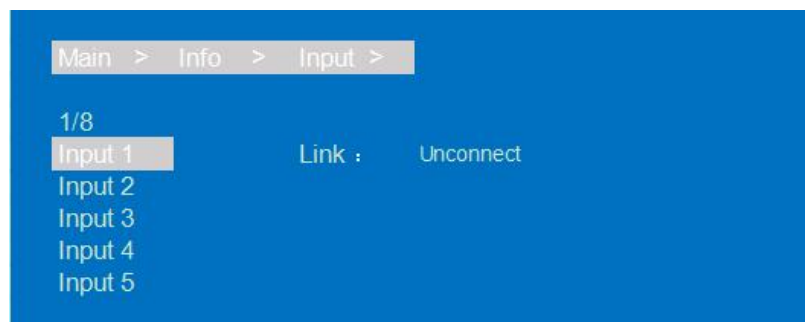 Main > Info > Input >
1/8
Input 1 Link： Unconnect
Input 2
Input 3
Input 4
Input 5